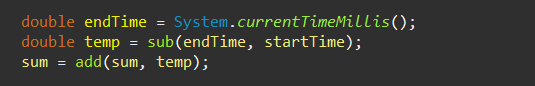 double endTime = System.currentTimeMillis();
double temp = sub(endTime, startTime);
sum = add(sum, temp);